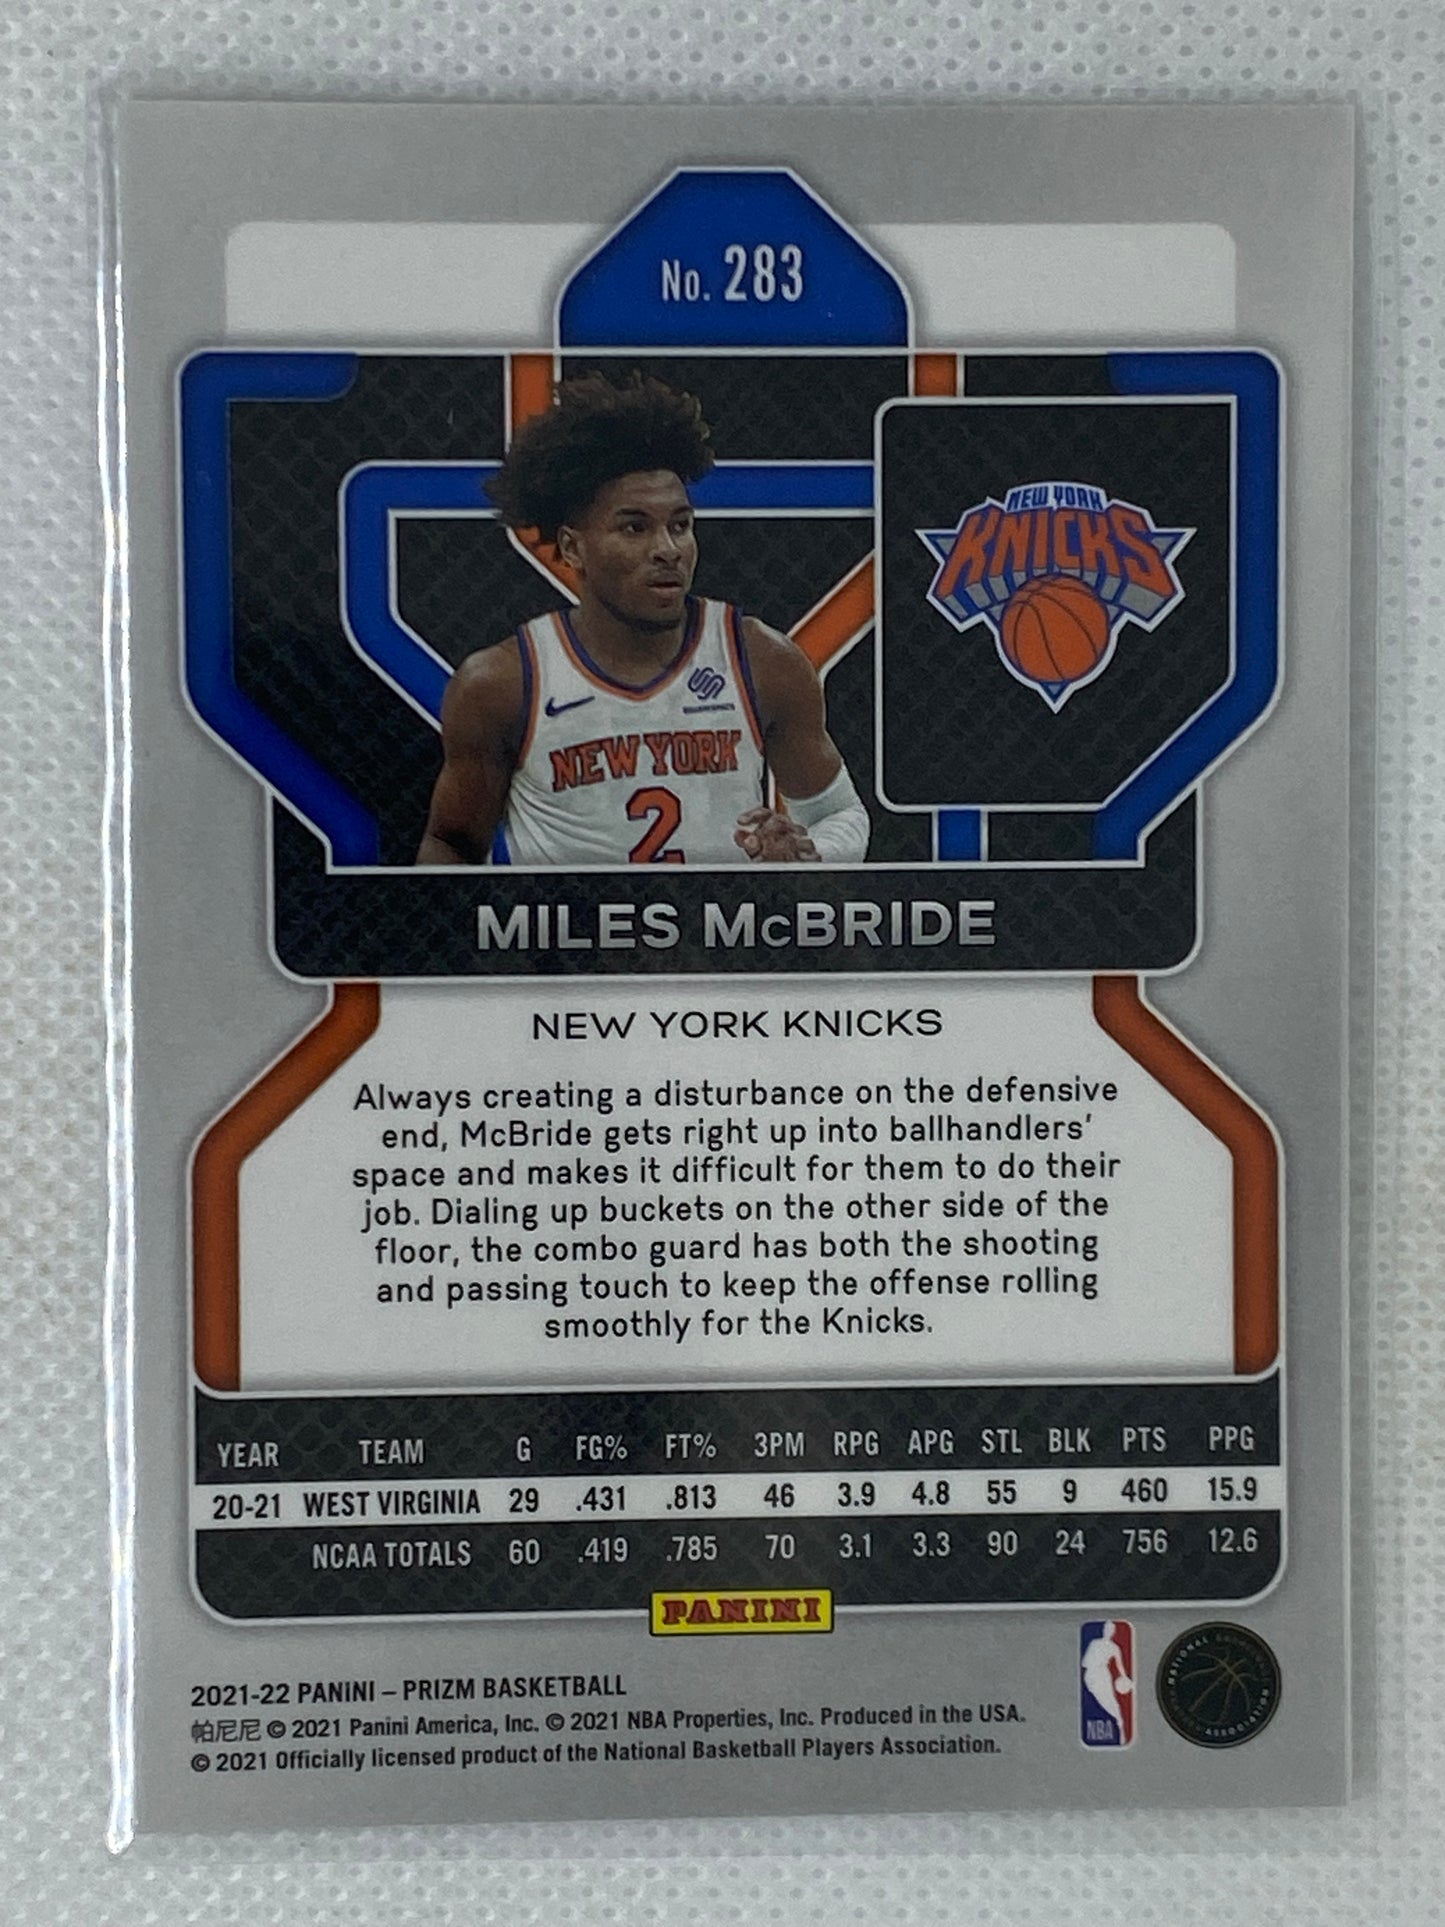 No. 283
NEW YORK
KNICKS
NEW YORK
2
MILES McBRIDE
NEW YORK KNICKS
Always creating a disturbance on the defensive
end, McBride gets right up into ballhandlers'
space and makes it difficult for them to do their
job. Dialing up buckets on the other side of the
floor, the combo guard has both the shooting
and passing touch to keep the offense rolling
smoothly for the Knicks.
YEAR TEAM G FG% FT% 3PM RPG APG STL BLK PTS PPG
20-21 WEST VIRGINIA 29 .431 .813 46 3.9 4.8 55 9 460 15.9
NCAA TOTALS 60 .419 .785 70 3.1 3.3 90 24 756 12.6
PANINI
2021-22 PANINI – PRIZM BASKETBALL
帕尼尼 © 2021 Panini America, Inc. © 2021 NBA Properties, Inc. Produced in the USA.
© 2021 Officially licensed product of the National Basketball Players Association.
NBA